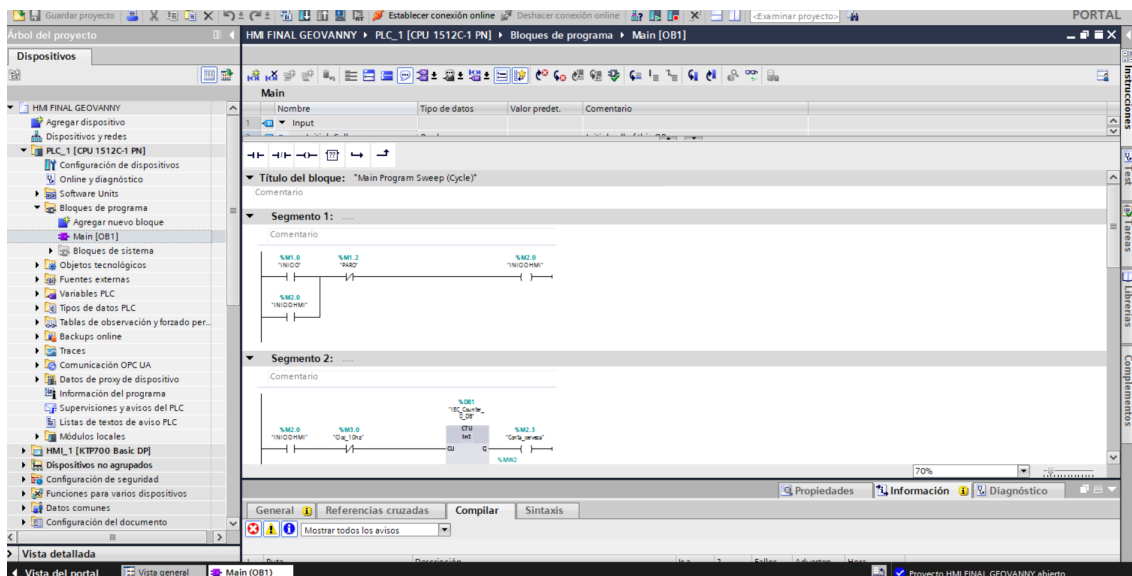 Guardar proyecto
Establecer conexión online
Deshacer conexión online
<Examinar proyecto>
PORTAL
Árbol del proyecto
HMI FINAL GEOVANNY
PLC_1 [CPU 1512C-1 PN]
Bloques de programa
Main [OB1]
Dispositivos
HMI FINAL GEOVANNY
Agregar dispositivo
Dispositivos y redes
PLC_1 [CPU 1512C-1 PN]
Configuración de dispositivos
Online y diagnóstico
Software Units
Bloques de programa
Agregar nuevo bloque
Main [OB1]
Bloques de sistema
Objetos tecnológicos
Fuentes externas
Variables PLC
Tipos de datos PLC
Tablas de observación y forzado per..
Backups online
Traces
Comunicación OPC UA
Datos de proxy de dispositivo
Información del programa
Supervisiones y avisos del PLC
Listas de textos de aviso PLC
Módulos locales
HMI_1 [KTP700 Basic DP]
Dispositivos no agrupados
Configuración de seguridad
Funciones para varios dispositivos
Datos comunes
Configuración del documento
Vista detallada
Main
Nombre Tipo de datos Valor predet. Comentario
1 Input
Título del bloque: "Main Program Sweep (Cycle)"
Comentario
Segmento 1: .....
Comentario
%M1.0 %M1.2 %M2.0
"INICIO" "PARO" "INICIOHMI"
%M2.0
"INICIOHMI"
Segmento 2: .....
Comentario
%DB1
"IEC_Counter_
0_DB"
CTU
Int
%M2.0 %M3.0 %M2.3
"INICIOHMI" "Cloc_10hz" "Conta_cerveza"
CU Q
%MW2
70%
Propiedades
Información
Diagnóstico
General
Referencias cruzadas
Compilar
Sintaxis
Mostrar todos los avisos
Instrucciones
Test
Tareas
Librerías
Complementos
Vista del portal
Vista general
Main (OB1)
Proyecto HMI FINAL GEOVANNY abierto